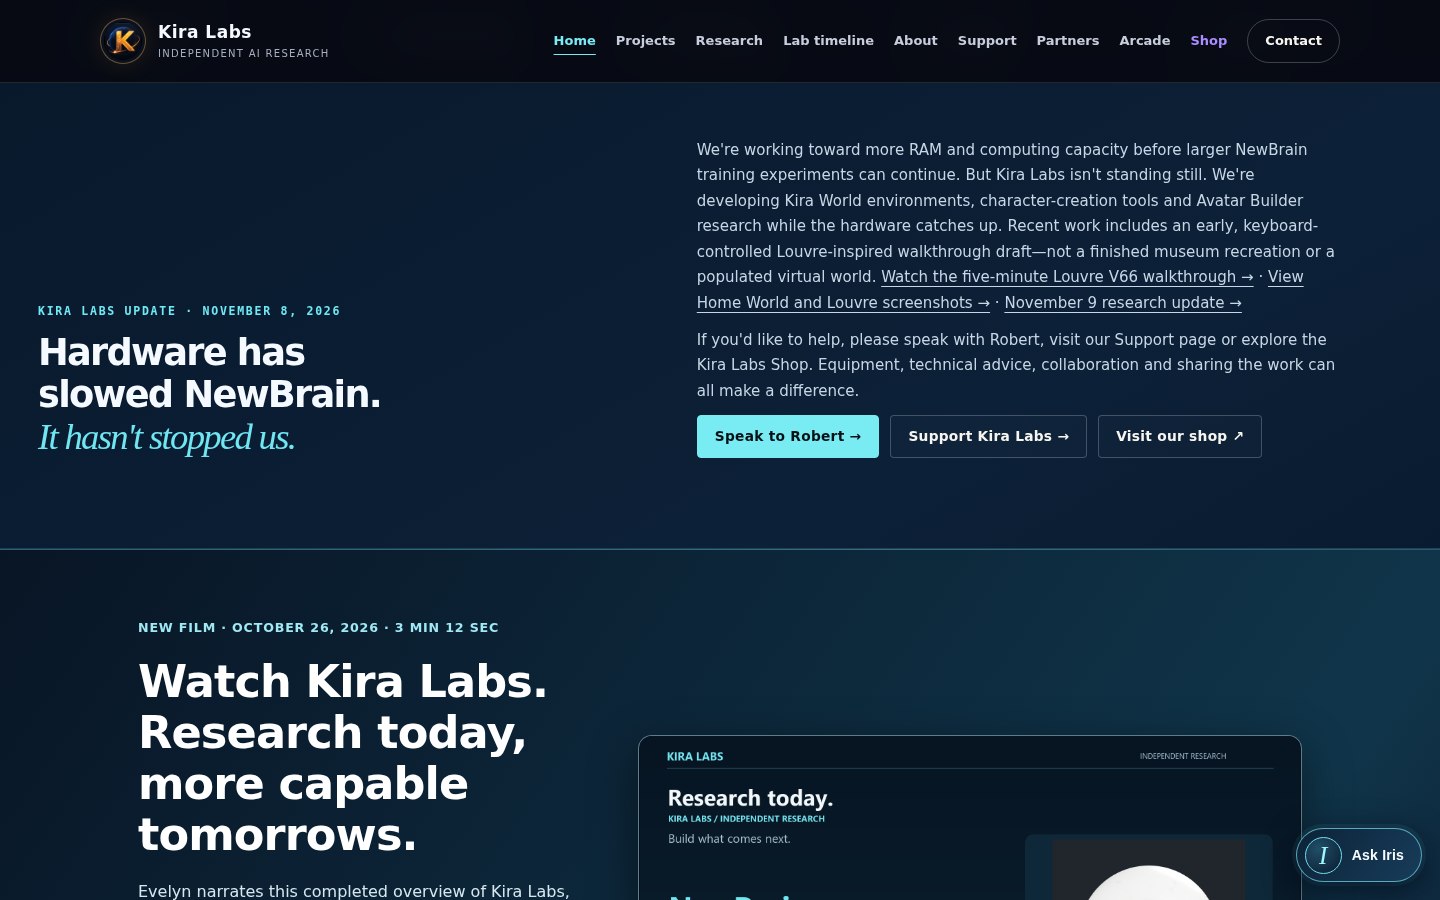 Kira Labs
INDEPENDENT AI RESEARCH
Home Projects Research Lab timeline About Support Partners Arcade Shop Contact
KIRA LABS UPDATE · NOVEMBER 8, 2026
Hardware has
slowed NewBrain.
It hasn't stopped us.
We're working toward more RAM and computing capacity before larger NewBrain
training experiments can continue. But Kira Labs isn't standing still. We're
developing Kira World environments, character-creation tools and Avatar Builder
research while the hardware catches up. Recent work includes an early, keyboard-
controlled Louvre-inspired walkthrough draft—not a finished museum recreation or a
populated virtual world. Watch the five-minute Louvre V66 walkthrough → · View
Home World and Louvre screenshots → · November 9 research update →
If you'd like to help, please speak with Robert, visit our Support page or explore the
Kira Labs Shop. Equipment, technical advice, collaboration and sharing the work can
all make a difference.
Speak to Robert → Support Kira Labs → Visit our shop ↗
NEW FILM · OCTOBER 26, 2026 · 3 MIN 12 SEC
Watch Kira Labs.
Research today,
more capable
tomorrows.
Evelyn narrates this completed overview of Kira Labs,
KIRA LABS
INDEPENDENT RESEARCH
Research today.
KIRA LABS / INDEPENDENT RESEARCH
Build what comes next.
I Ask Iris